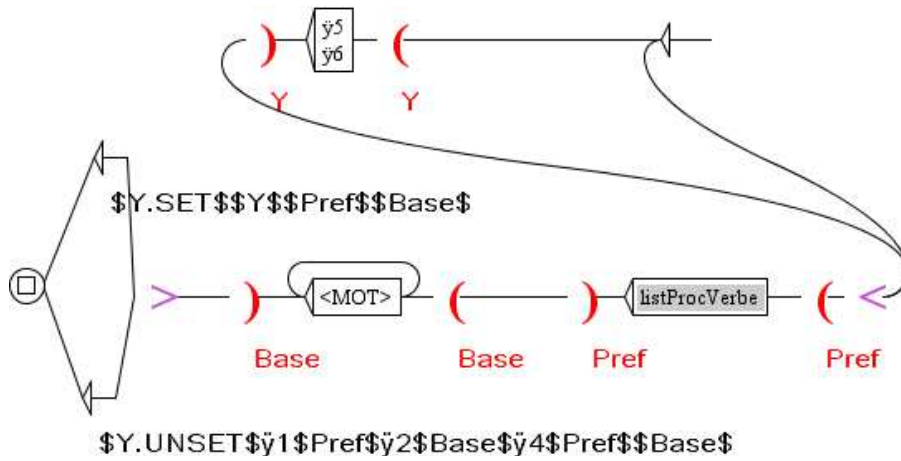 ÿ5
ÿ6
Y Y
$Y.SET$$Y$$Pref$$Base$
> ) <MOT> ( ) listProcVerbe ( <
Base Base Pref Pref
$Y.UNSET$ÿ1$Pref$ÿ2$Base$ÿ4$Pref$$Base$